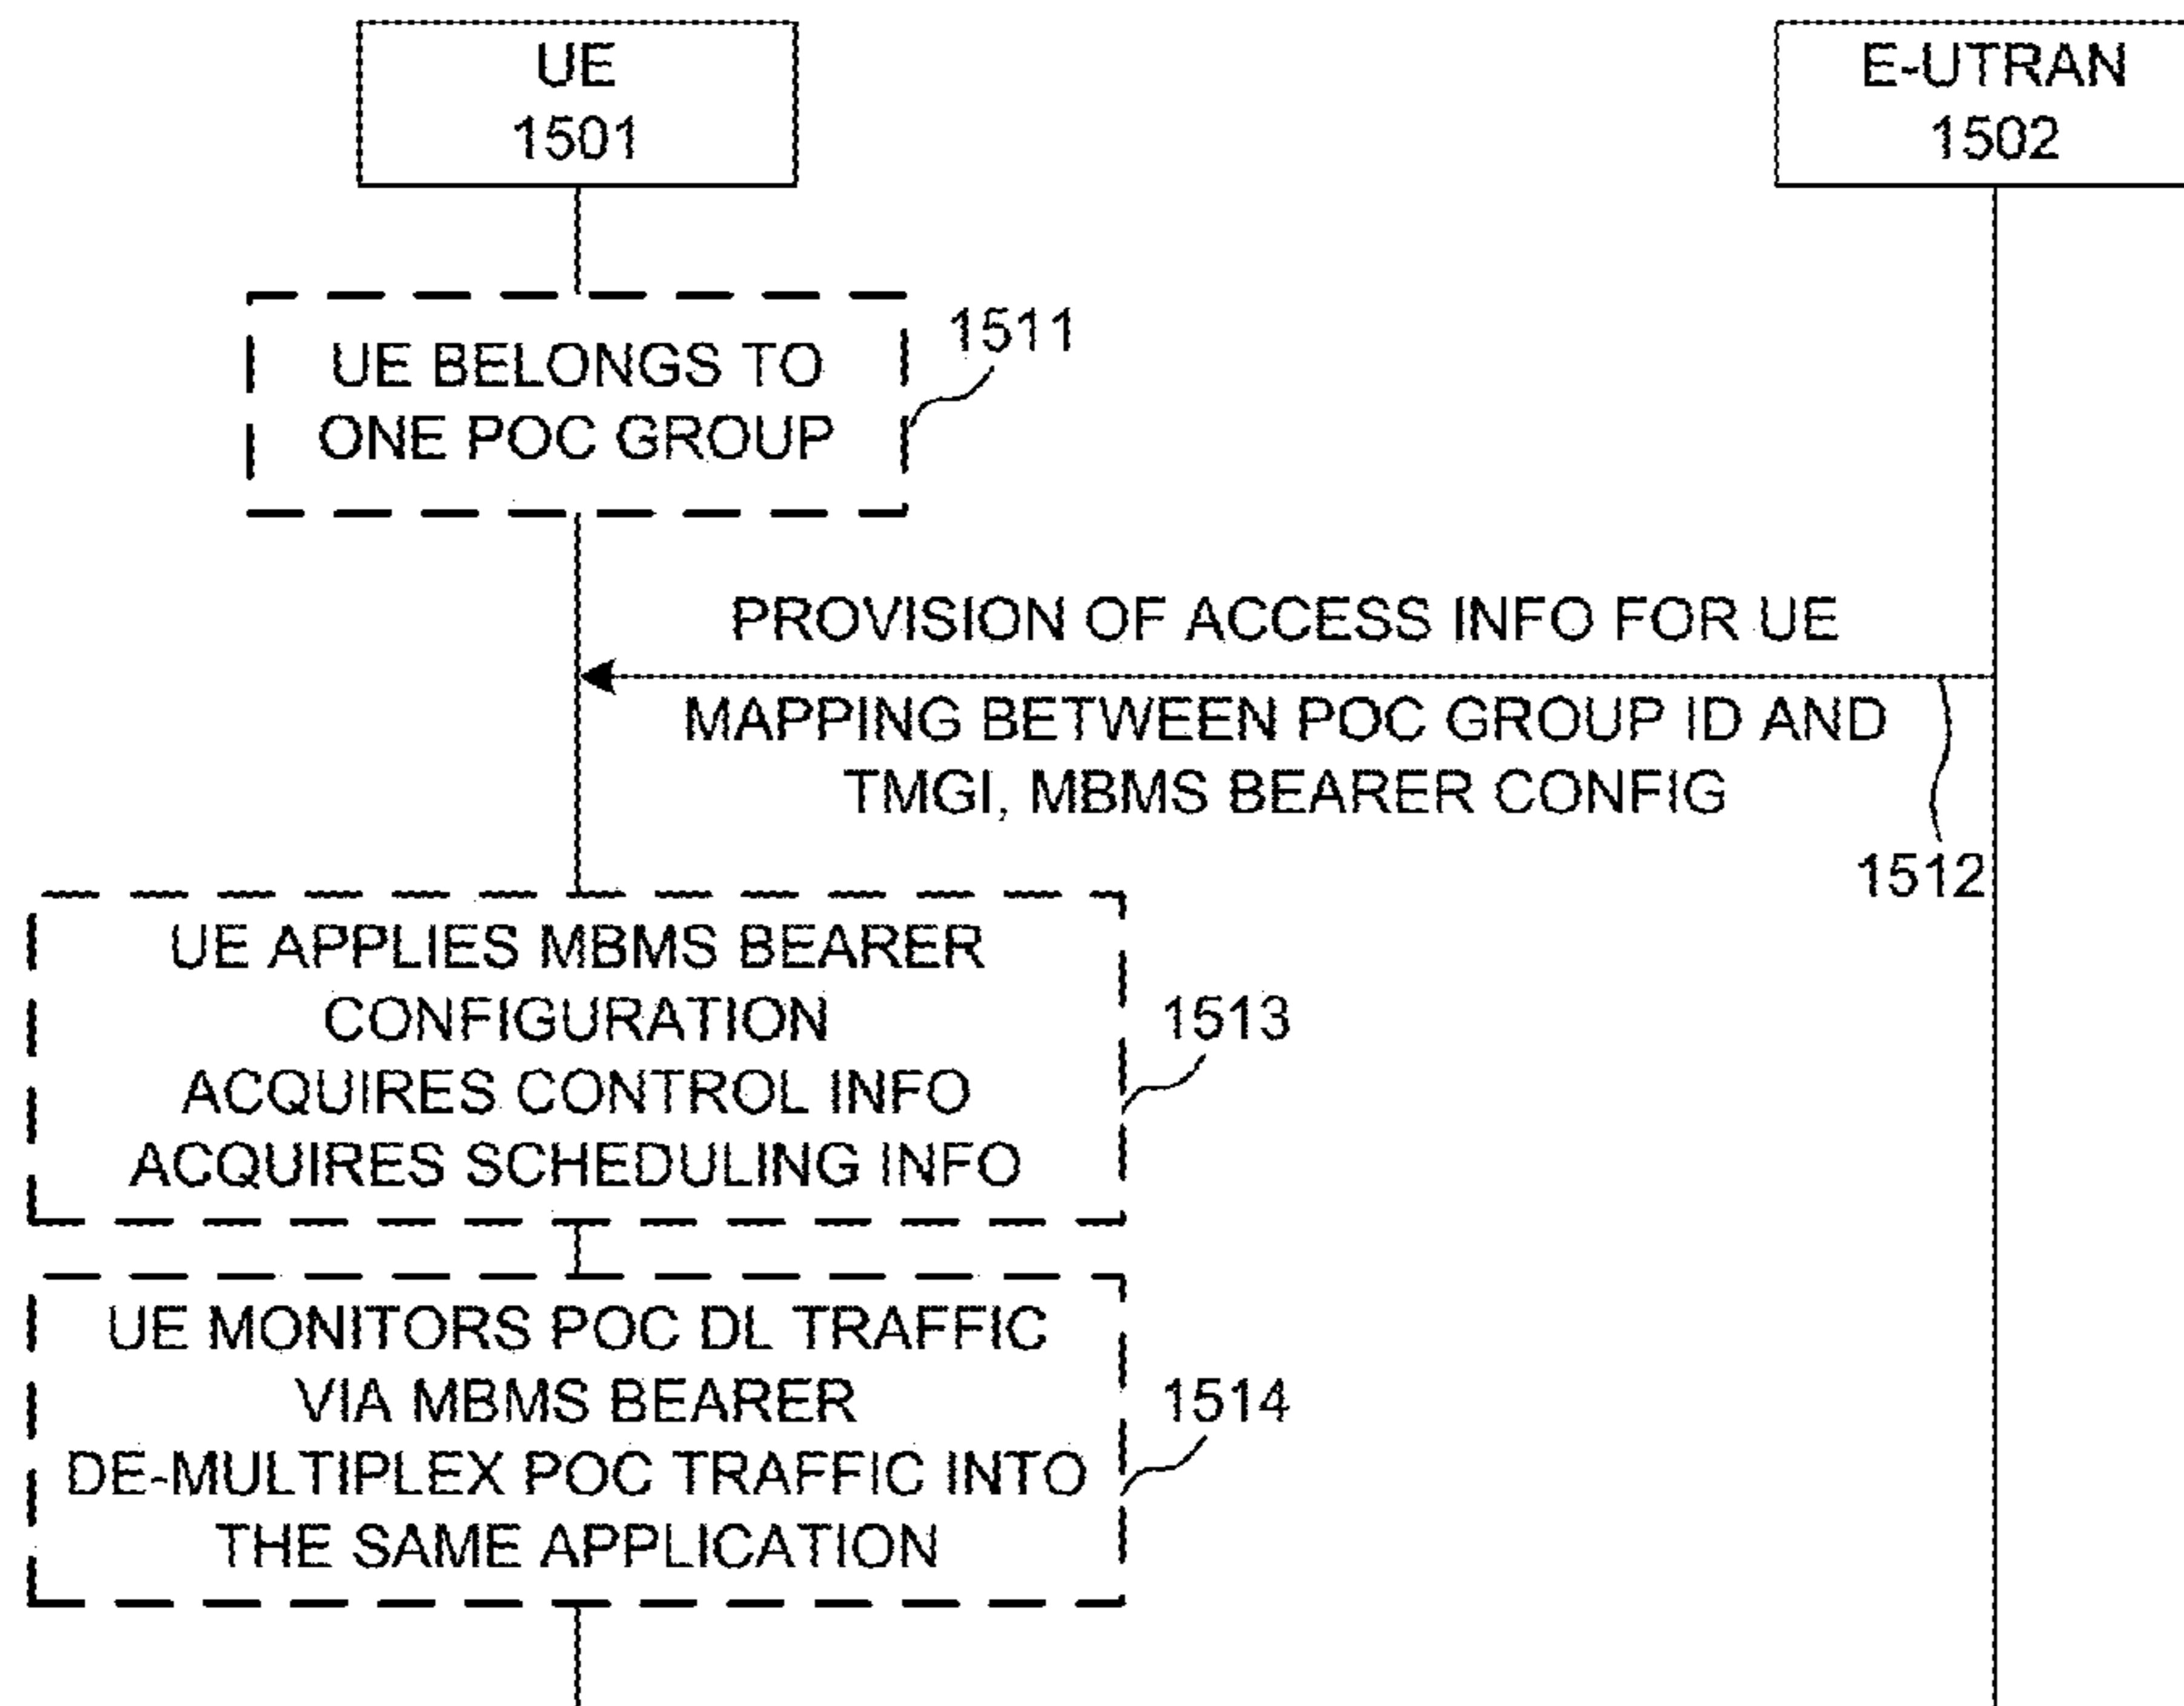 UE
1501
E-UTRAN
1502
UE BELONGS TO
ONE POC GROUP
1511
PROVISION OF ACCESS INFO FOR UE
MAPPING BETWEEN POC GROUP ID AND
TMGI, MBMS BEARER CONFIG
1512
UE APPLIES MBMS BEARER
CONFIGURATION
ACQUIRES CONTROL INFO
ACQUIRES SCHEDULING INFO
1513
UE MONITORS POC DL TRAFFIC
VIA MBMS BEARER
DE-MULTIPLEX POC TRAFFIC INTO
THE SAME APPLICATION
1514